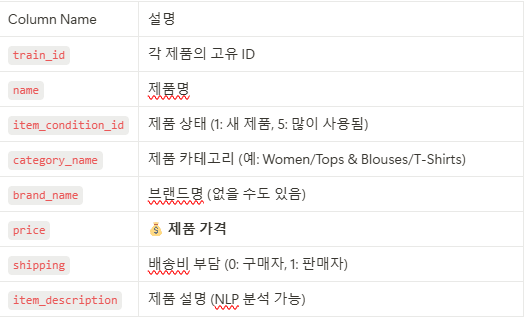 Column Name 설명
train_id 각 제품의 고유 ID
name 제품명
item_condition_id 제품 상태 (1: 새 제품, 5: 많이 사용됨)
category_name 제품 카테고리 (예: Women/Tops & Blouses/T-Shirts)
brand_name 브랜드명 (없을 수도 있음)
price 💰 제품 가격
shipping 배송비 부담 (0: 구매자, 1: 판매자)
item_description 제품 설명 (NLP 분석 가능)